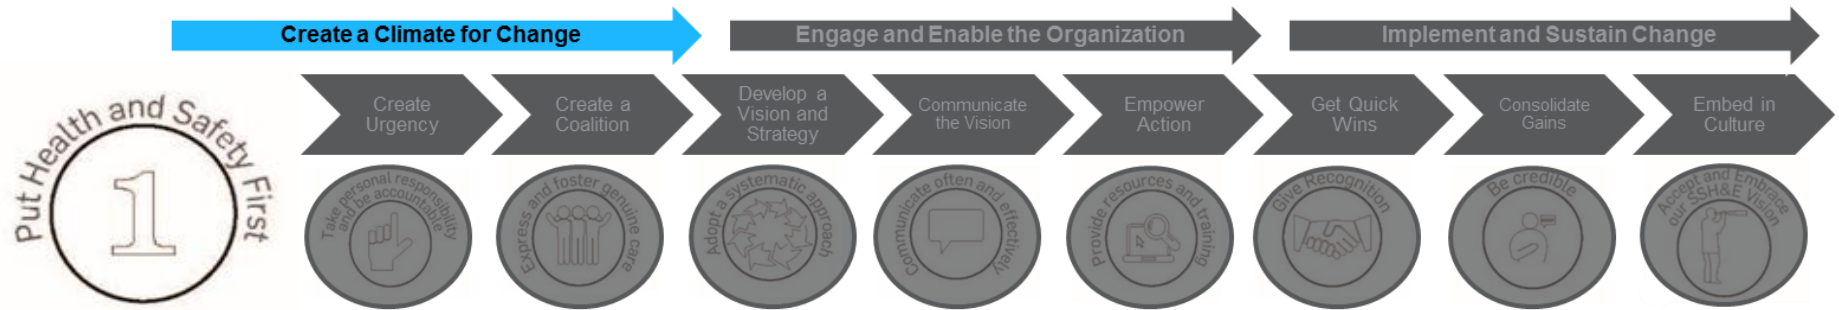 Create a Climate for Change
Engage and Enable the Organization
Implement and Sustain Change
Put Health and Safety First
1
Create
Urgency
Create a
Coalition
Develop a
Vision and
Strategy
Communicate
the Vision
Empower
Action
Get Quick
Wins
Consolidate
Gains
Embed in
Culture
Take personal responsibility
and be accountable
Express and foster genuine care
Adopt a systematic approach
Communicate often and effectively
Provide resources and training
Give Recognition
Be credible
Accept and Embrace
our SSH&E Vision